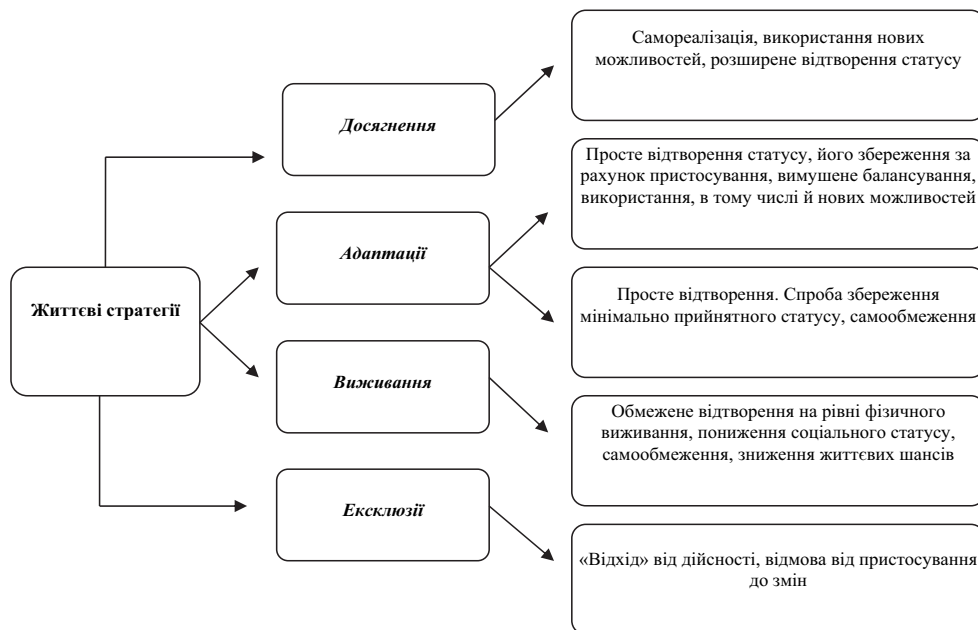 Життєві стратегії
Досягнення
Самореалізація, використання нових
можливостей, розширене відтворення статусу
Адаптації
Просте відтворення статусу, його збереження за
рахунок пристосування, вимушене балансування,
використання, в тому числі й нових можливостей
Просте відтворення. Спроба збереження
мінімально прийнятного статусу, самообмеження
Виживання
Обмежене відтворення на рівні фізичного
виживання, пониження соціального статусу,
самообмеження, зниження життєвих шансів
Ексклюзії
«Відхід» від дійсності, відмова від пристосування
до змін